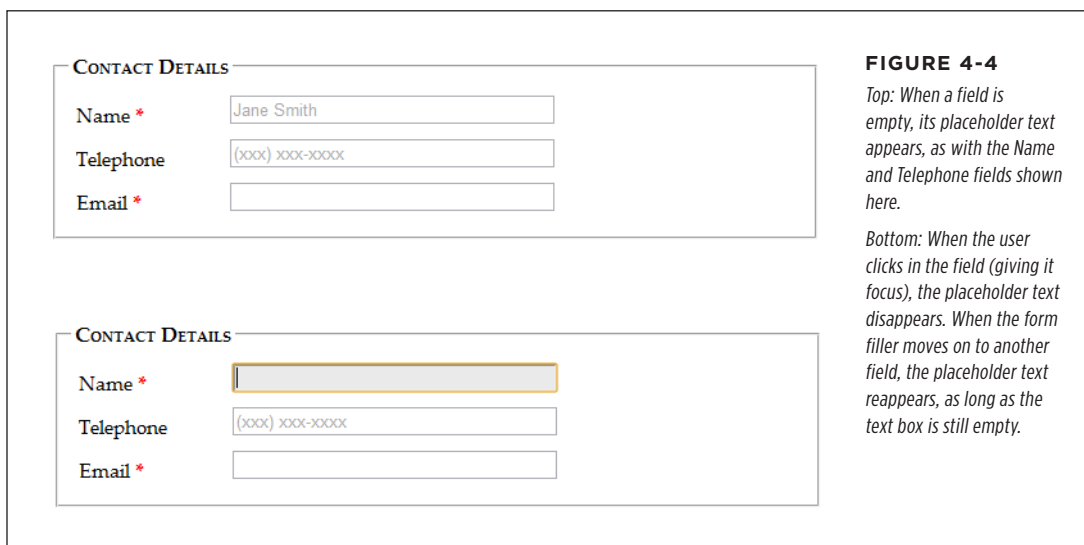 CONTACT DETAILS
Name *
Jane Smith
Telephone
(xxx) xxx-xxxx
Email *
CONTACT DETAILS
Name *
Telephone
(xxx) xxx-xxxx
Email *
FIGURE 4-4
Top: When a field is
empty, its placeholder text
appears, as with the Name
and Telephone fields shown
here.
Bottom: When the user
clicks in the field (giving it
focus), the placeholder text
disappears. When the form
filler moves on to another
field, the placeholder text
reappears, as long as the
text box is still empty.